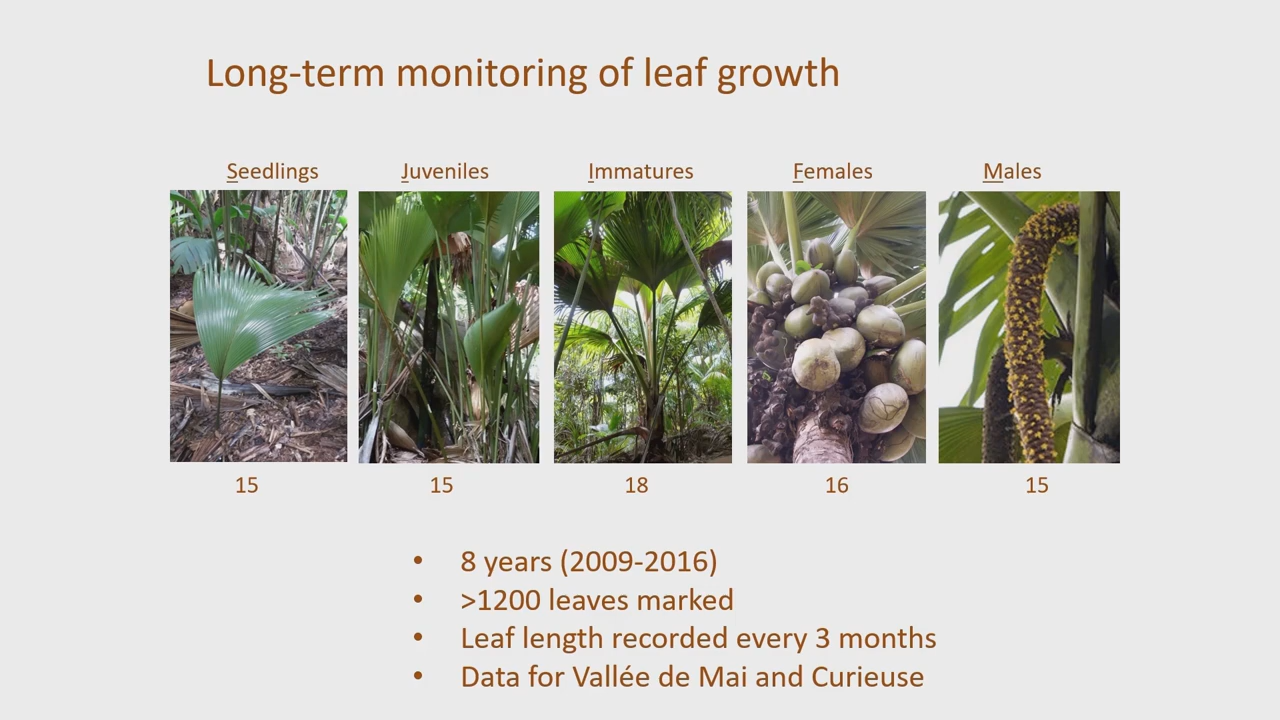 Long-term monitoring of leaf growth
Seedlings Juveniles Immatures Females Males
15 15 18 16 15
• 8 years (2009-2016)
• >1200 leaves marked
• Leaf length recorded every 3 months
• Data for Vallée de Mai and Curieuse